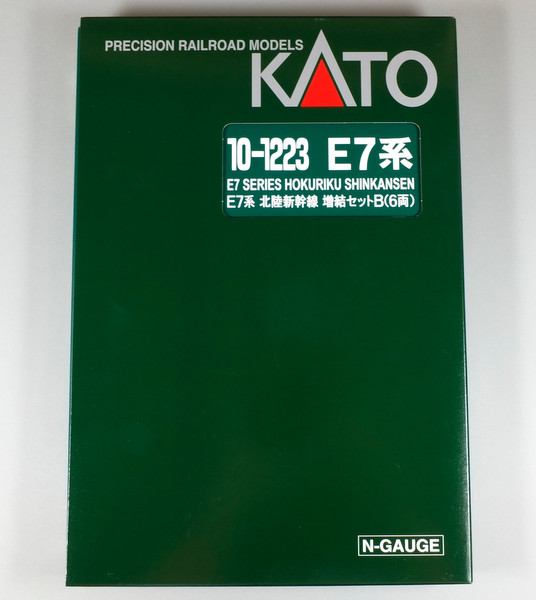 PRECISION RAILROAD MODELS
KATO
10-1223 E7系
E7 SERIES HOKURIKU SHINKANSEN
E7系 北陸新幹線 増結セットB(6両)
N-GAUGE